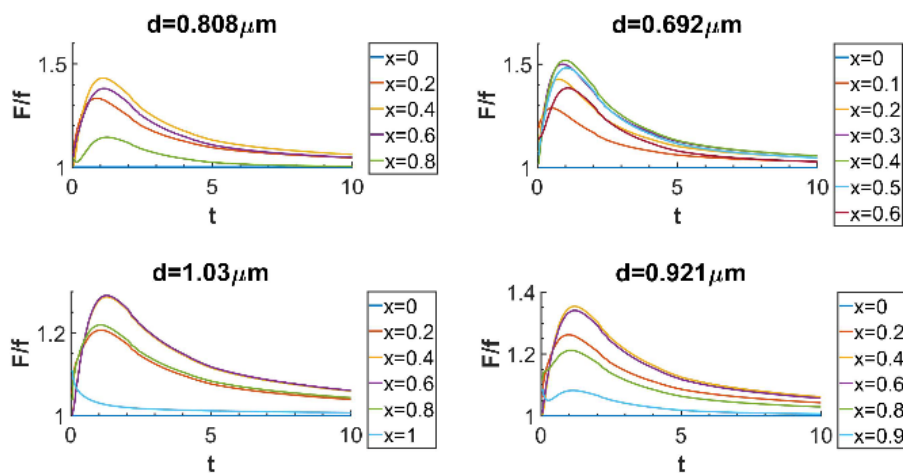 d=0.808μm
F/f
1.5
1
0
5
10
t
x=0
x=0.2
x=0.4
x=0.6
x=0.8
d=0.692μm
F/f
1.5
1
0
5
10
t
x=0
x=0.1
x=0.2
x=0.3
x=0.4
x=0.5
x=0.6
d=1.03μm
F/f
1.2
1
0
5
10
t
x=0
x=0.2
x=0.4
x=0.6
x=0.8
x=1
d=0.921μm
F/f
1.4
1.2
1
0
5
10
t
x=0
x=0.2
x=0.4
x=0.6
x=0.8
x=0.9